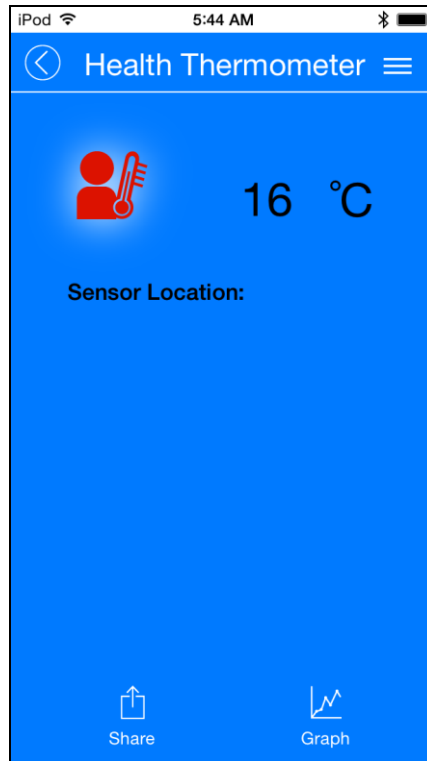 iPod 5:44 AM
Health Thermometer
16 °C
Sensor Location:
Share Graph